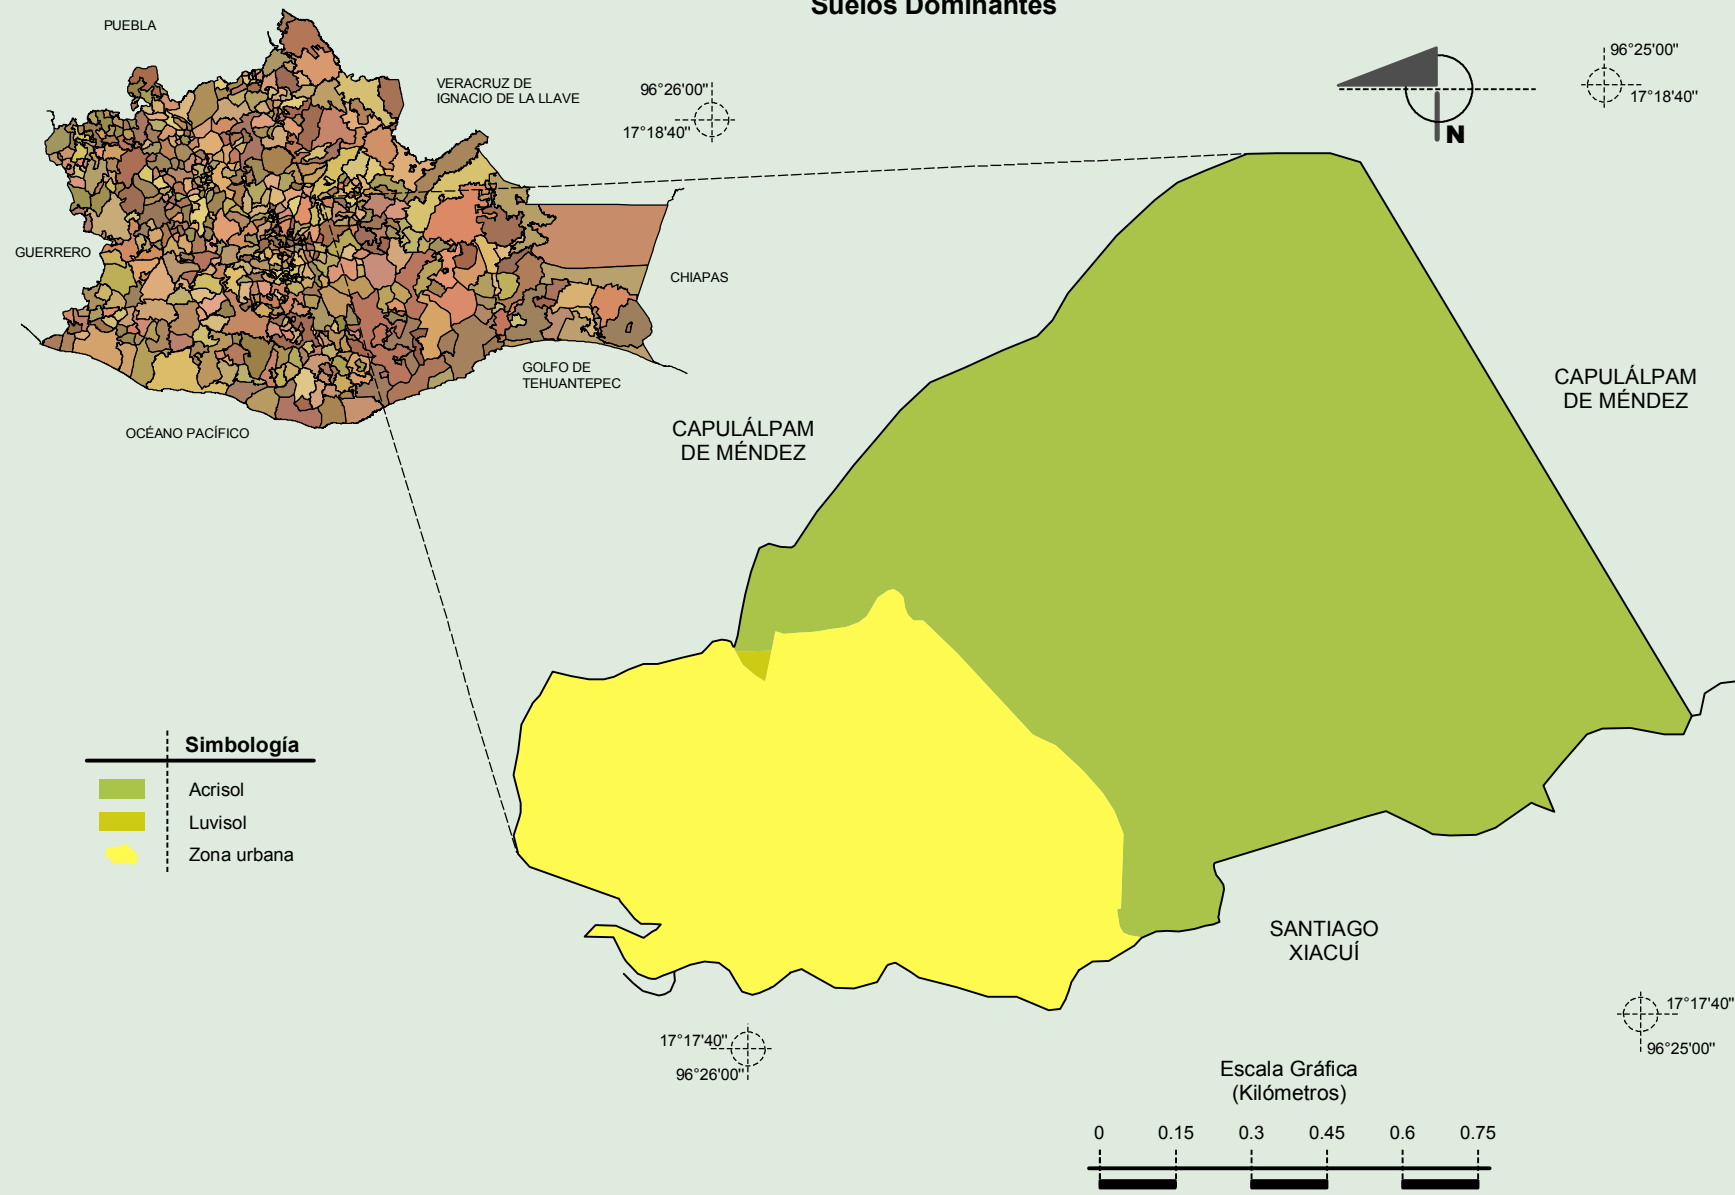 Suelos Dominantes
PUEBLA
VERACRUZ DE
IGNACIO DE LA LLAVE
GUERRERO
CHIAPAS
GOLFO DE
TEHUANTEPEC
OCÉANO PACÍFICO
96°26'00"
17°18'40"
N
96°25'00"
17°18'40"
CAPULÁLPAM
DE MÉNDEZ
CAPULÁLPAM
DE MÉNDEZ
Simbología
Acrisol
Luvisol
Zona urbana
SANTIAGO
XIACUÍ
17°17'40"
96°26'00"
17°17'40"
96°25'00"
Escala Gráfica
(Kilómetros)
0 0.15 0.3 0.45 0.6 0.75